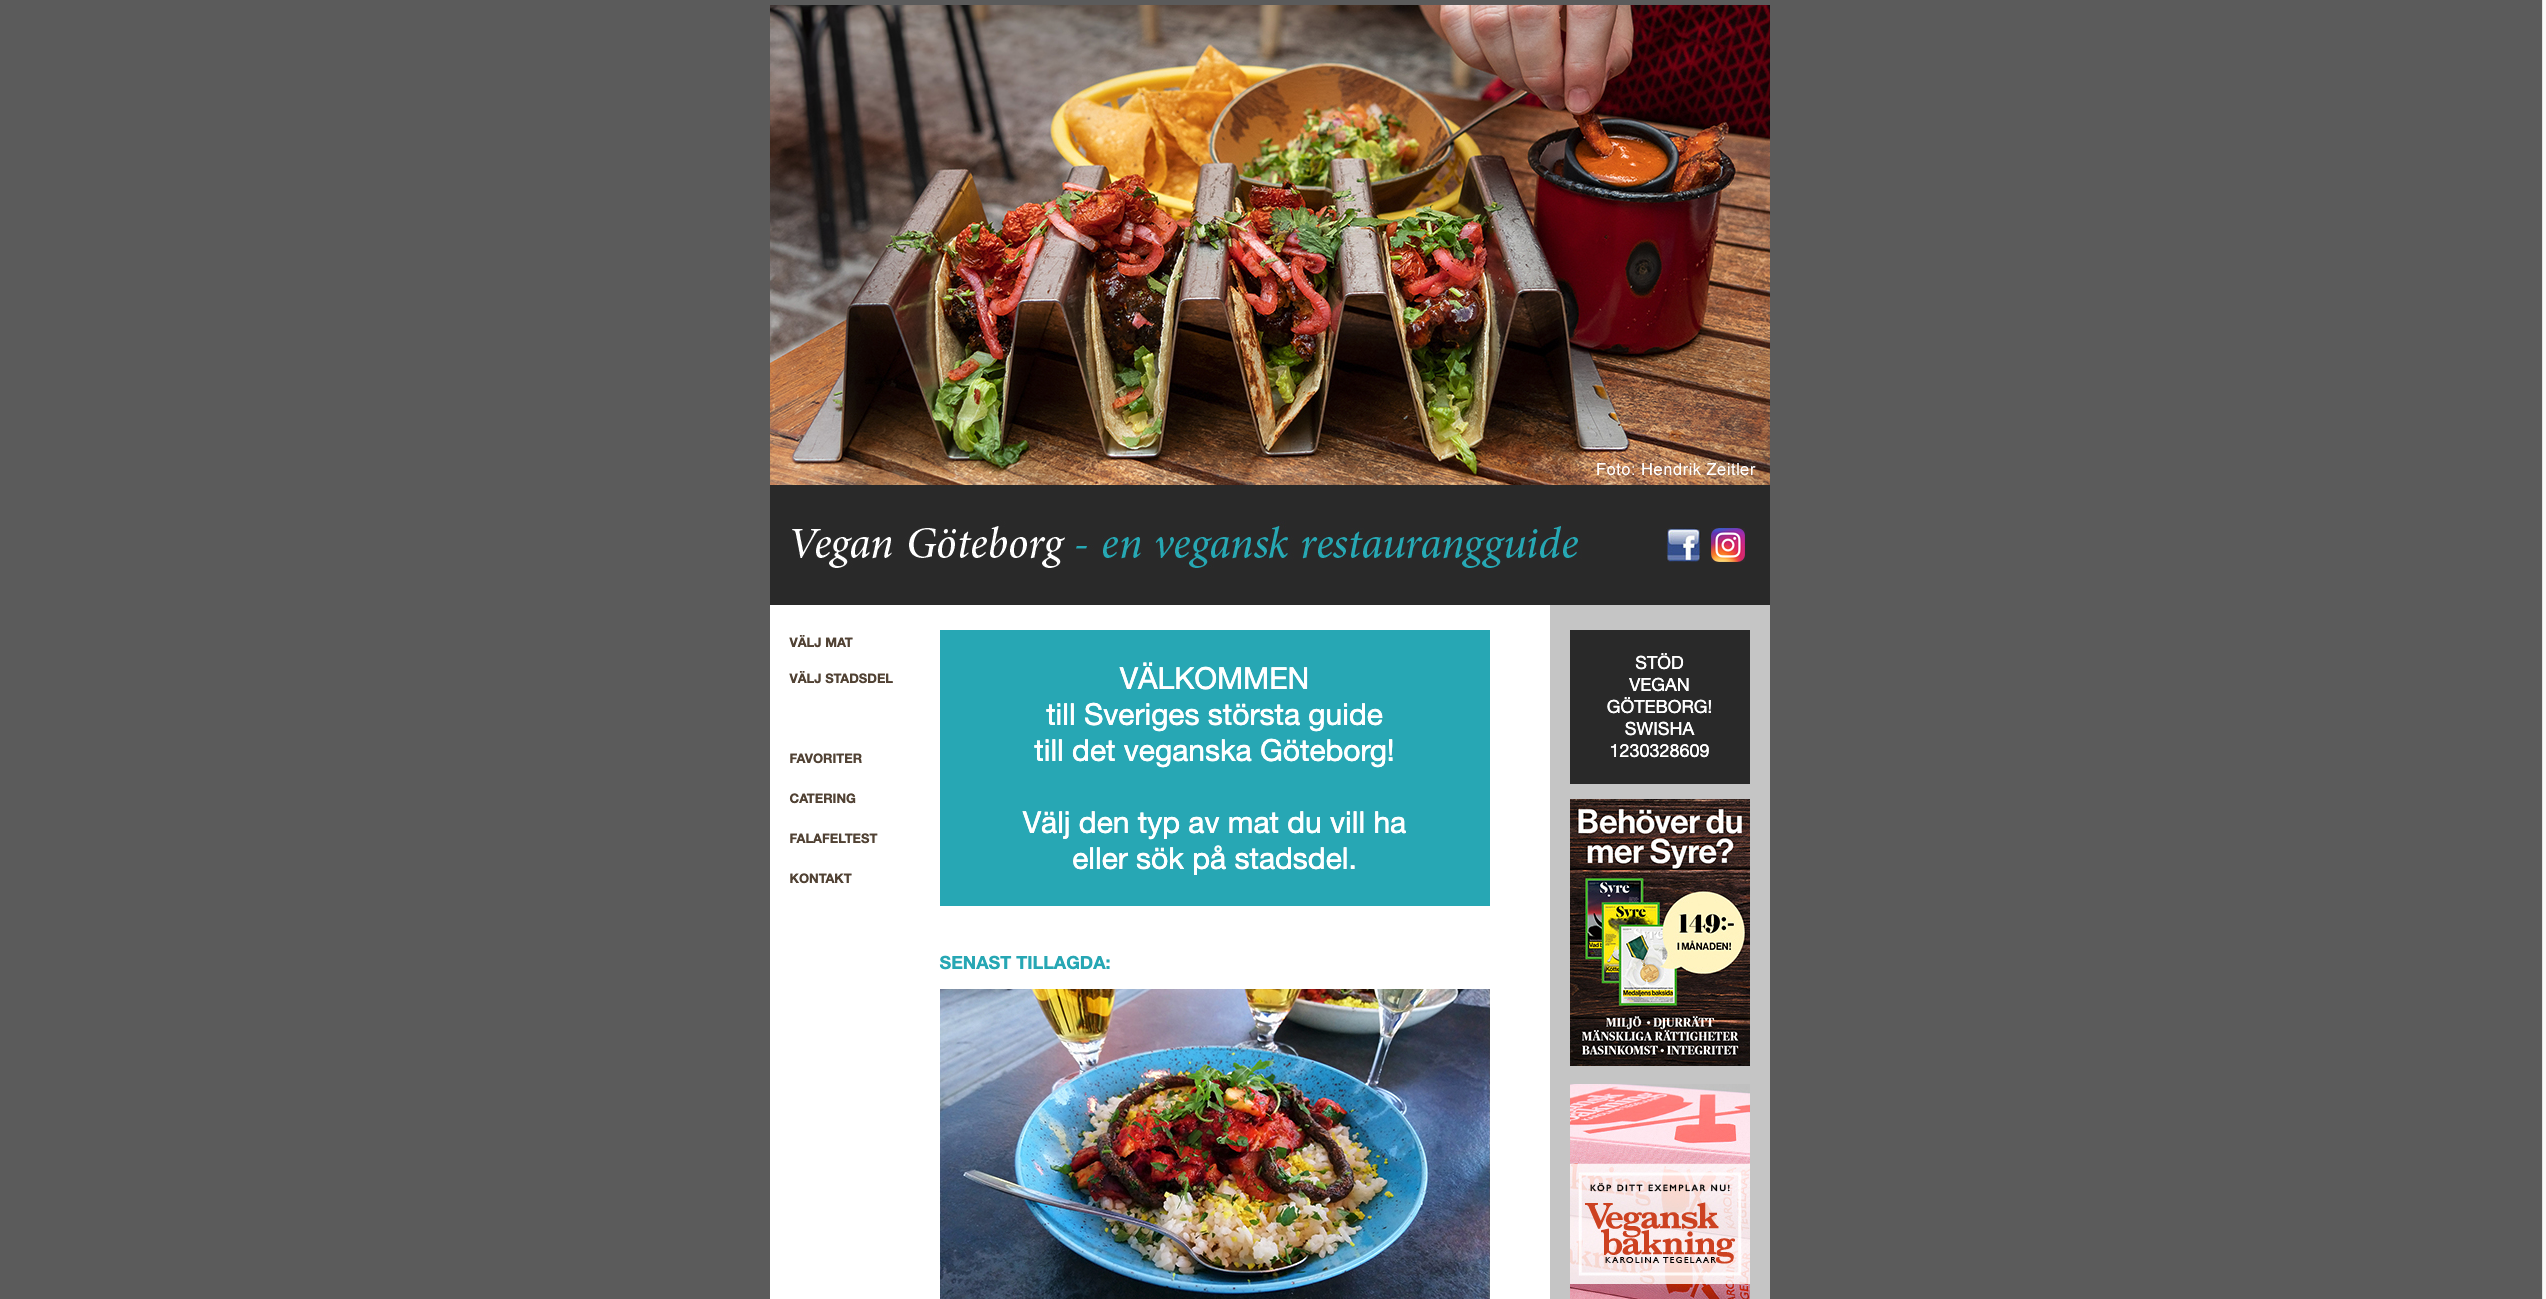 Foto: Hendrik Zeitler
Vegan Göteborg - en vegansk restaurangguide
VÄLJ MAT
VÄLJ STADSDEL
FAVORITER
CATERING
FALAFELTEST
KONTAKT
VÄLKOMMEN
till Sveriges största guide
till det veganska Göteborg!
Välj den typ av mat du vill ha
eller sök på stadsdel.
SENAST TILLAGDA:
STÖD
VEGAN
GÖTEBORG!
SWISHA
1230328609
Behöver du
mer Syre?
Syre
Syre
149:-
I MÅNADEN!
Medaljens baksida
MILJÖ • DJURRÄTT
MÄNSKLIGA RÄTTIGHETER
BASINKOMST • INTEGRITET
KÖP DITT EXEMPLAR NU!
Vegansk
bakning
KAROLINA TEGELAAR